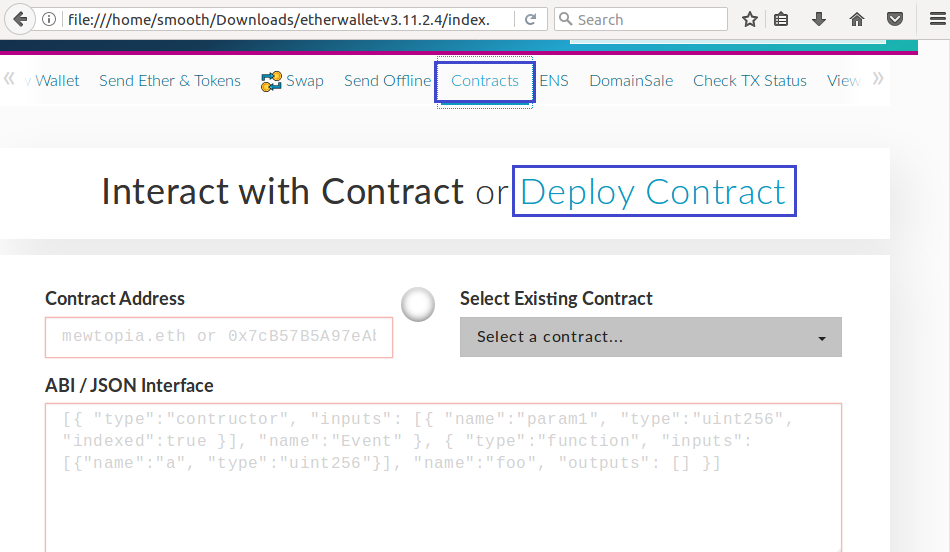 file:///home/smooth/Downloads/etherwallet-v3.11.2.4/index.
Search
« y Wallet Send Ether & Tokens Swap Send Offline Contracts ENS DomainSale Check TX Status View »
Interact with Contract or Deploy Contract
Contract Address
mewtopia.eth or 0x7cB57B5A97eAb
Select Existing Contract
Select a contract...
ABI / JSON Interface
[{ "type":"contructor", "inputs": [{ "name":"param1", "type":"uint256",
"indexed":true }], "name":"Event" }, { "type":"function", "inputs":
[{"name":"a", "type":"uint256"}], "name":"foo", "outputs": [] }]